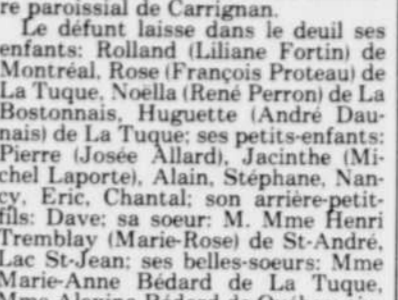 re paroissial de Carrignan.
Le défunt laisse dans le deuil ses
enfants: Rolland (Liliane Fortin) de
Montréal, Rose (François Proteau) de
La Tuque, Noëlla (René Perron) de La
Bostonnais, Huguette (André Dau-
nais) de La Tuque; ses petits-enfants:
Pierre (Josée Allard), Jacinthe (Mi-
chel Laporte), Alain, Stéphane, Nan-
cy, Eric, Chantal; son arrière-petit-
fils: Dave; sa soeur: M. Mme Henri
Tremblay (Marie-Rose) de St-André,
Lac St-Jean; ses belles-soeurs: Mme
Marie-Anne Bédard de La Tuque,
Mme Bédard de